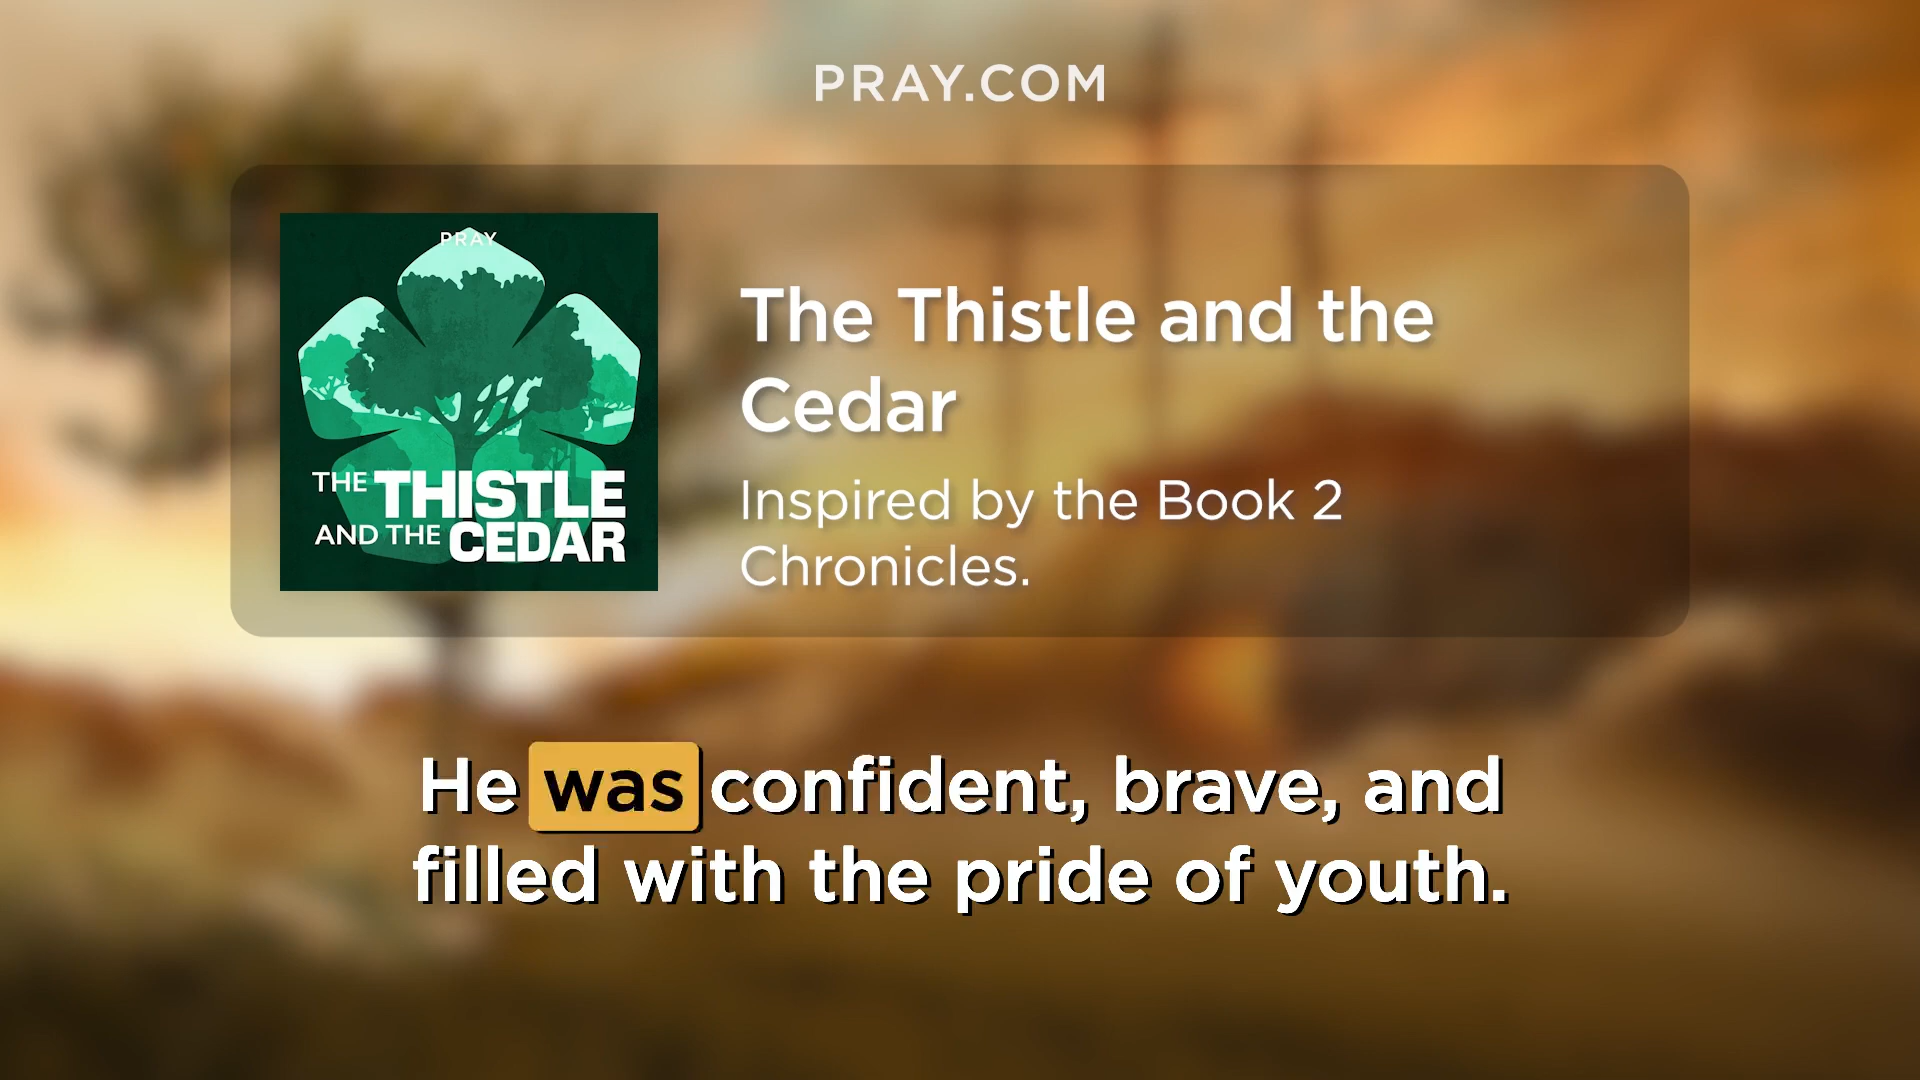 PRAY.COM
PRAY
THE THISTLE
AND THE CEDAR
The Thistle and the
Cedar
Inspired by the Book 2
Chronicles.
He was confident, brave, and
filled with the pride of youth.